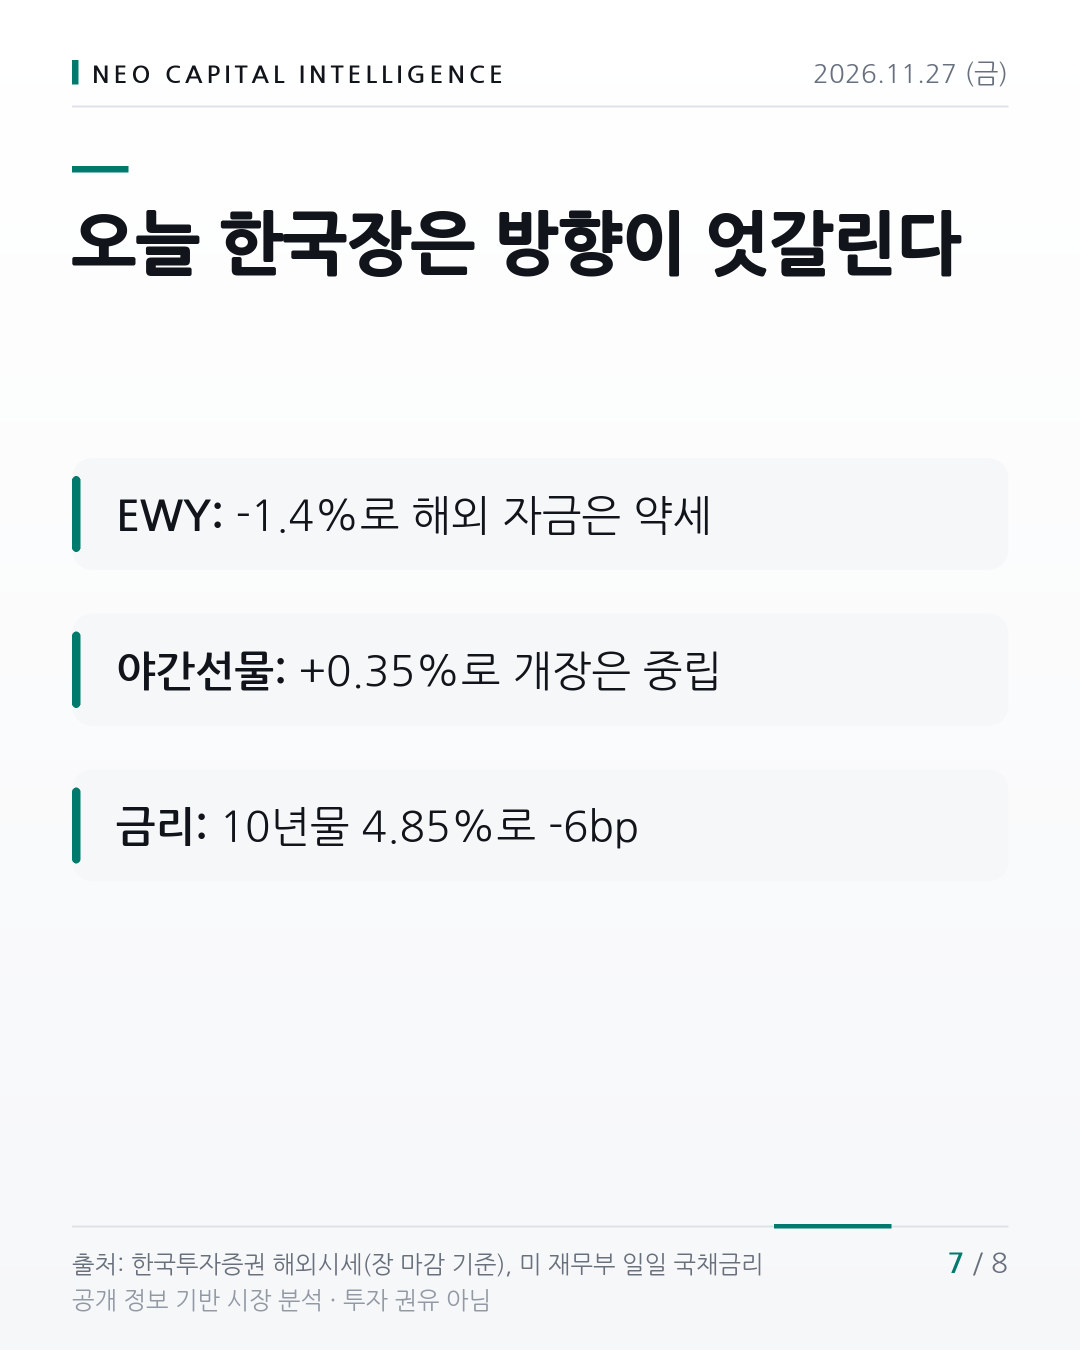 NEO CAPITAL INTELLIGENCE
2026.11.27 (금)
오늘 한국장은 방향이 엇갈린다
EWY: -1.4%로 해외 자금은 약세
야간선물: +0.35%로 개장은 중립
금리: 10년물 4.85%로 -6bp
출처: 한국투자증권 해외시세(장 마감 기준), 미 재무부 일일 국채금리
7 / 8
공개 정보 기반 시장 분석 · 투자 권유 아님